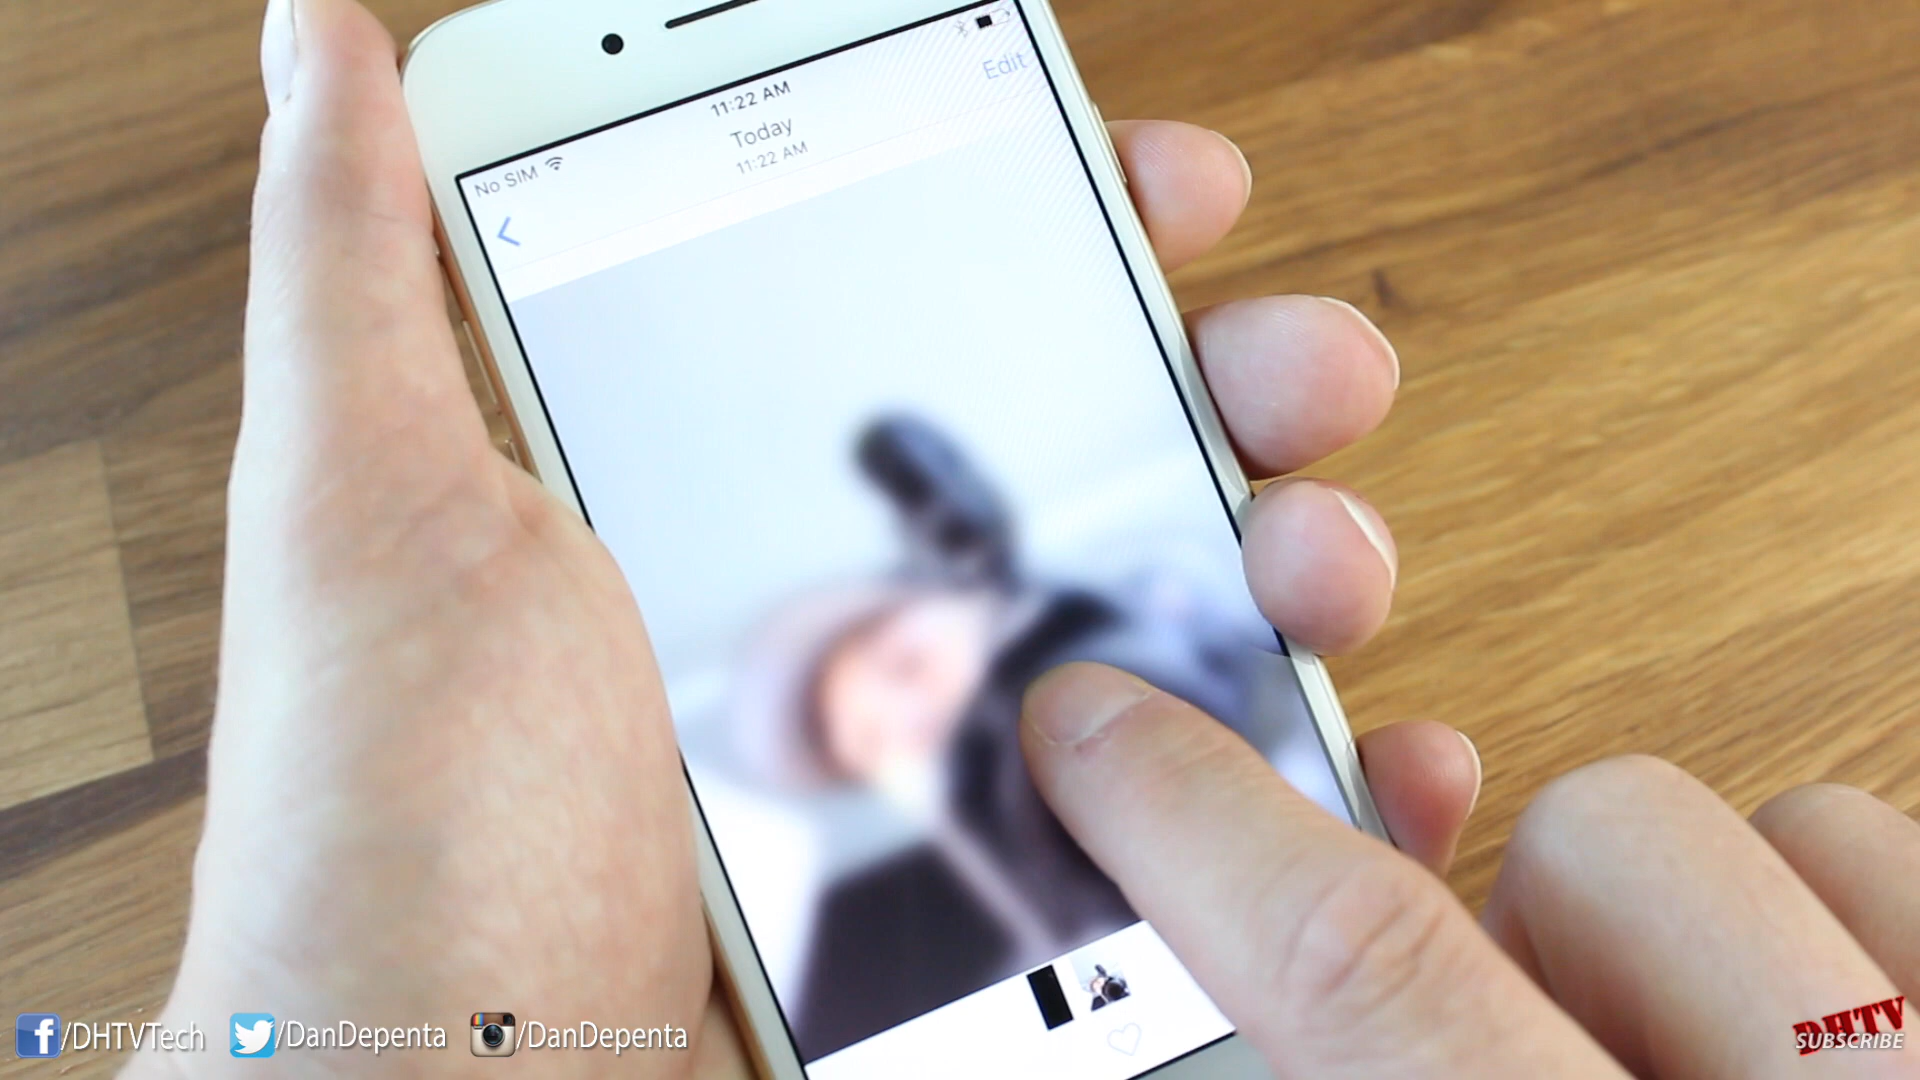 11:22 AM
Edit
Today
11:22 AM
No SIM
/DHTVTech
/DanDepenta
/DanDepenta
DHTV
SUBSCRIBE